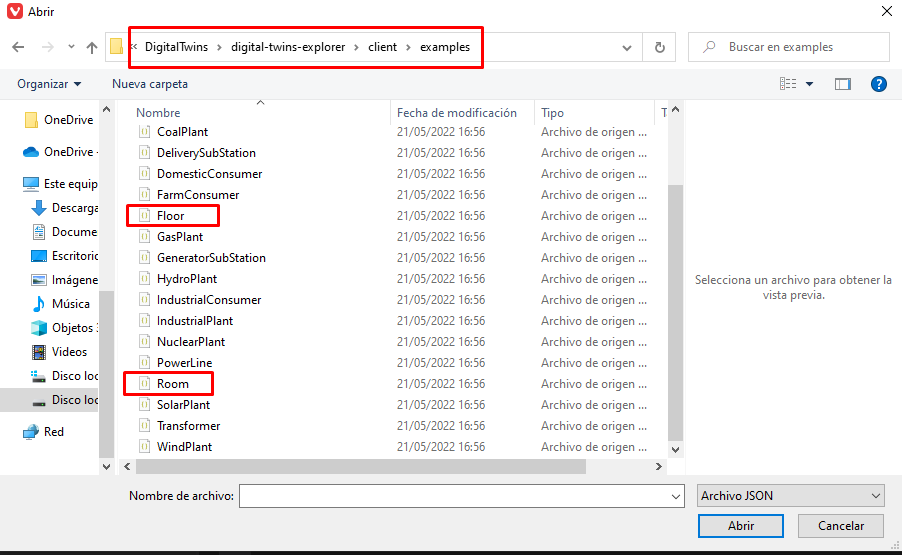 Abrir
« DigitalTwins > digital-twins-explorer > client > examples
Buscar en examples
Organizar
Nueva carpeta
?
OneDrive
OneDrive -
Este equip
Descarga
Docume
Escritoric
Imágene
Música
Objetos 3
Videos
Disco loc
Disco loc
Red
Nombre Fecha de modificación Tipo T
CoalPlant 21/05/2022 16:56 Archivo de origen ...
DeliverySubStation 21/05/2022 16:56 Archivo de origen ...
DomesticConsumer 21/05/2022 16:56 Archivo de origen ...
FarmConsumer 21/05/2022 16:56 Archivo de origen ...
Floor 21/05/2022 16:56 Archivo de origen ...
GasPlant 21/05/2022 16:56 Archivo de origen ...
GeneratorSubStation 21/05/2022 16:56 Archivo de origen ...
HydroPlant 21/05/2022 16:56 Archivo de origen ...
IndustrialConsumer 21/05/2022 16:56 Archivo de origen ...
IndustrialPlant 21/05/2022 16:56 Archivo de origen ...
NuclearPlant 21/05/2022 16:56 Archivo de origen ...
PowerLine 21/05/2022 16:56 Archivo de origen ...
Room 21/05/2022 16:56 Archivo de origen ...
SolarPlant 21/05/2022 16:56 Archivo de origen ...
Transformer 21/05/2022 16:56 Archivo de origen ...
WindPlant 21/05/2022 16:56 Archivo de origen ...
Selecciona un archivo para obtener la
vista previa.
Nombre de archivo:
Archivo JSON
Abrir
Cancelar